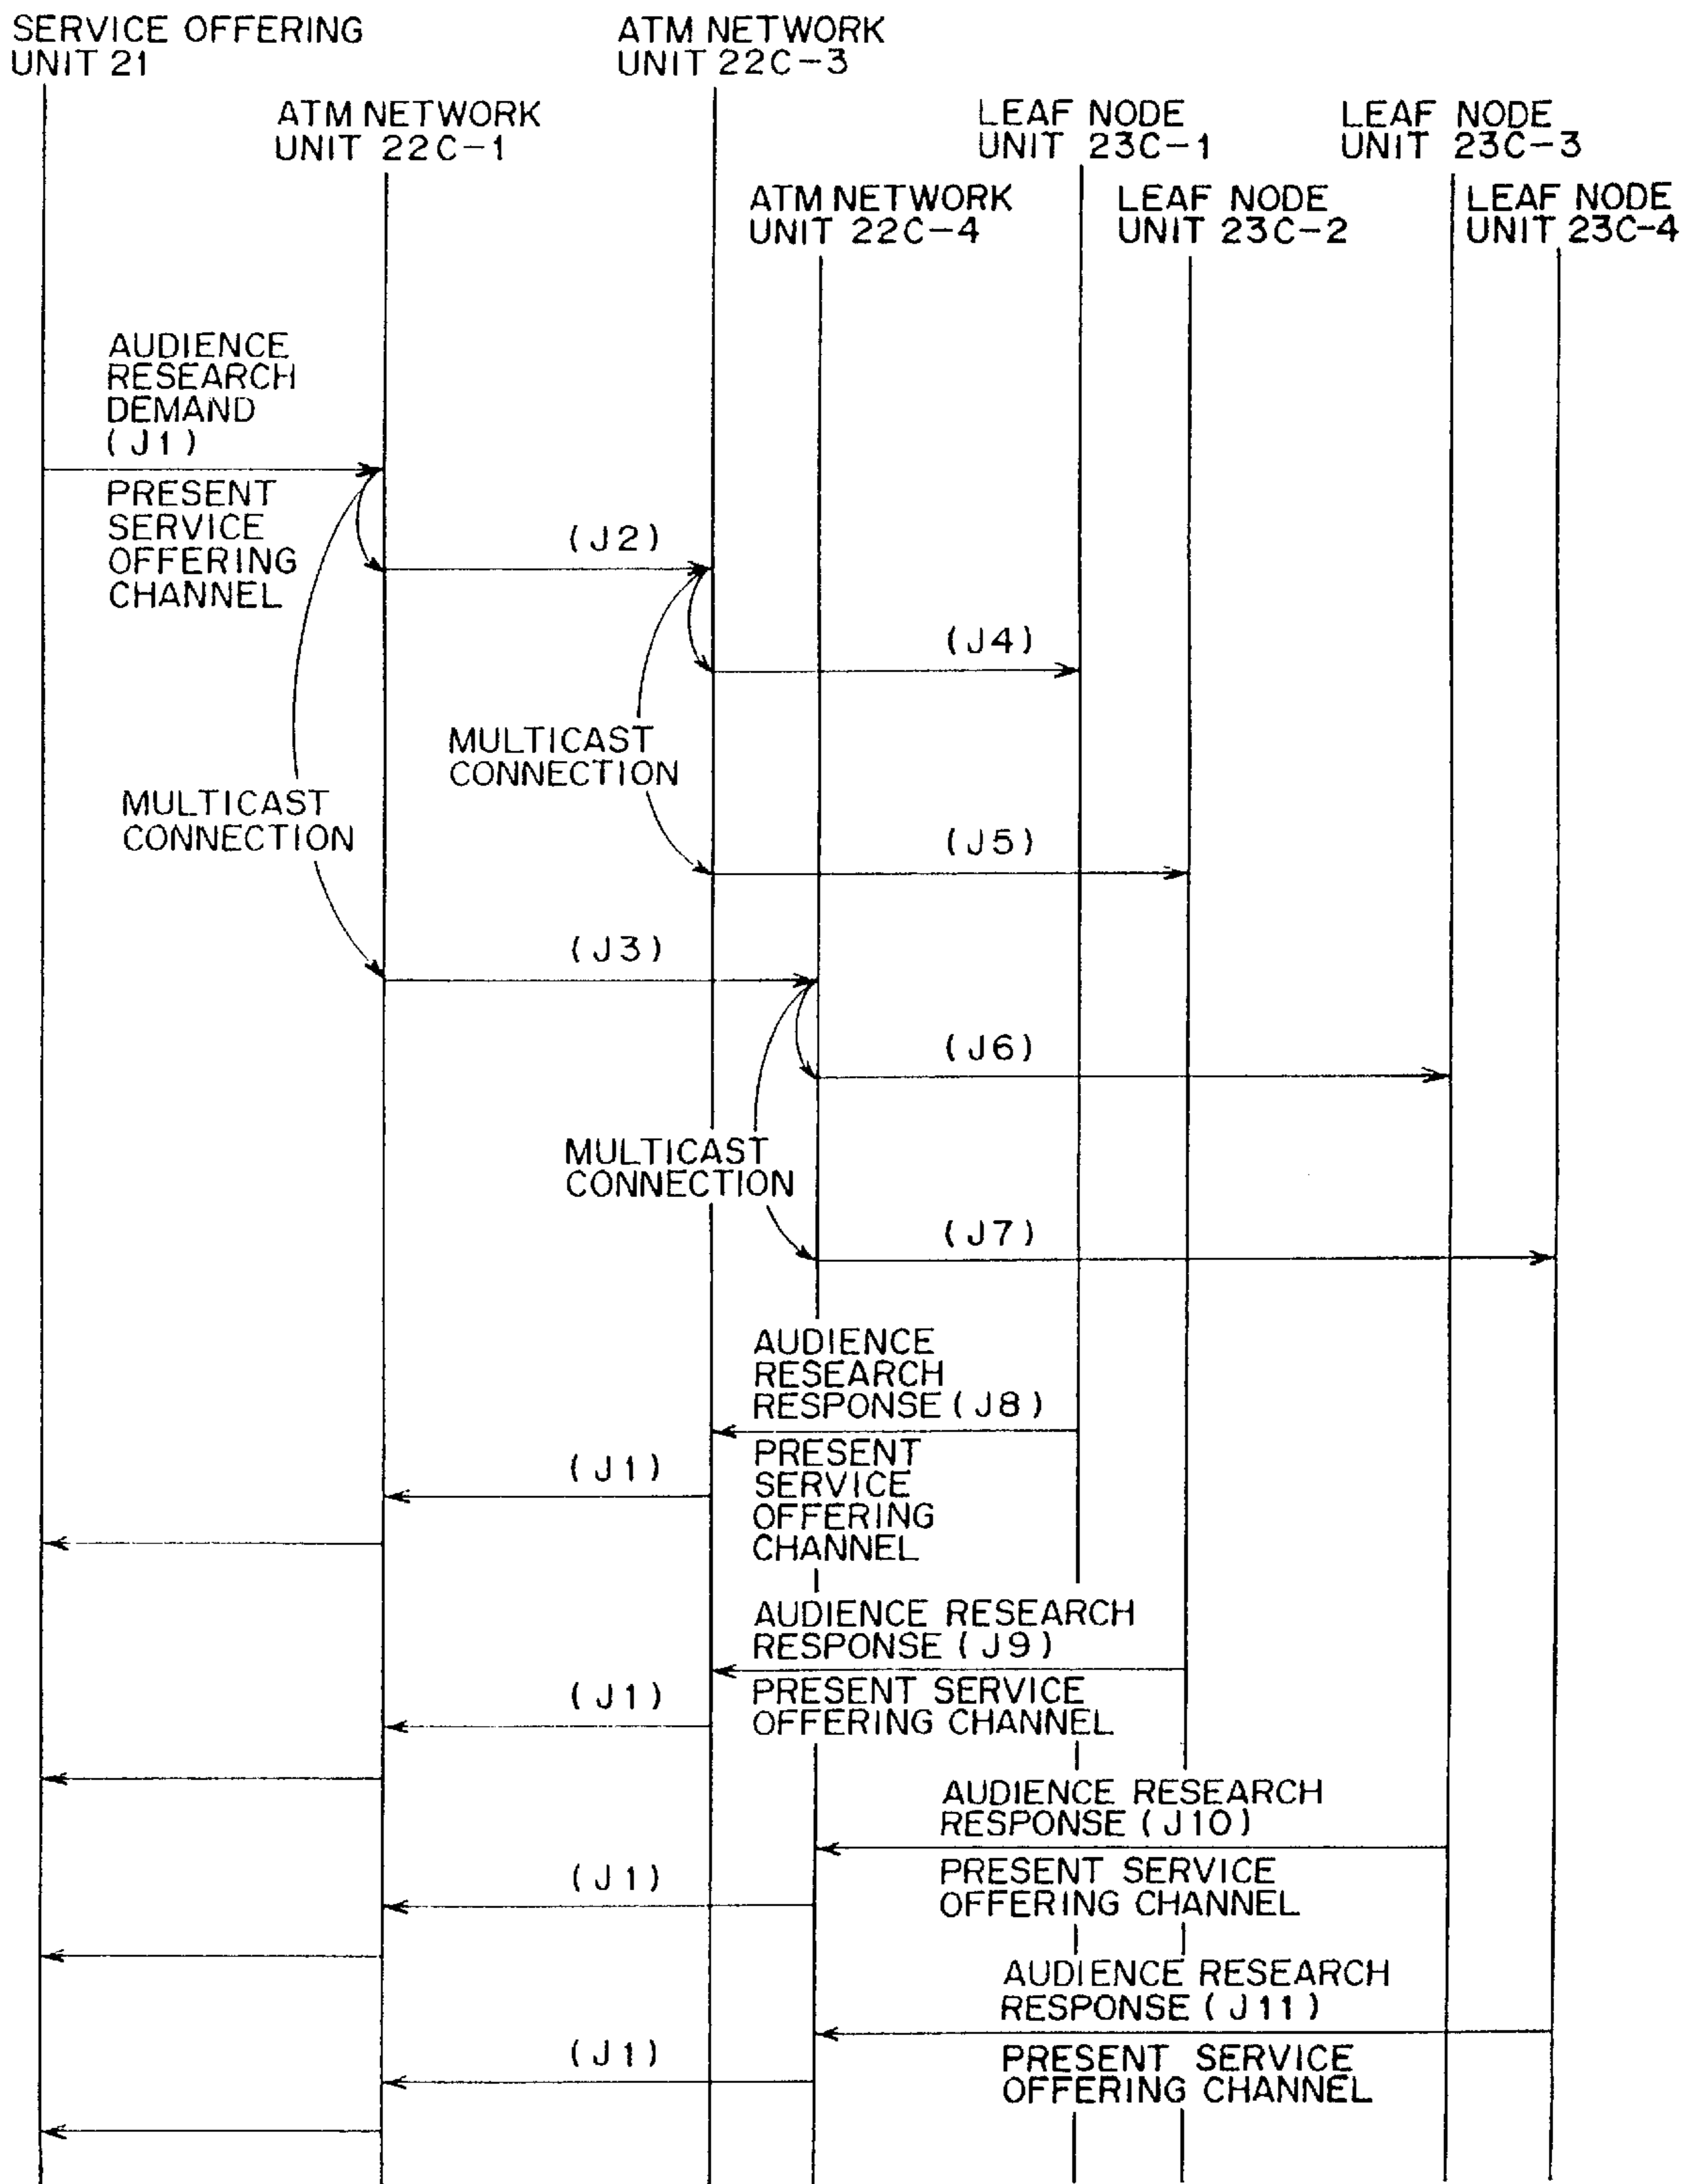 SERVICE OFFERING
UNIT 21
ATM NETWORK
UNIT 22C-3
ATM NETWORK
UNIT 22C-1
LEAF NODE
UNIT 23C-1
LEAF NODE
UNIT 23C-3
ATM NETWORK
UNIT 22C-4
LEAF NODE
UNIT 23C-2
LEAF NODE
UNIT 23C-4
AUDIENCE
RESEARCH
DEMAND
(J1)
PRESENT
SERVICE
OFFERING
CHANNEL
(J2)
(J4)
MULTICAST
CONNECTION
MULTICAST
CONNECTION
(J5)
(J3)
(J6)
MULTICAST
CONNECTION
(J7)
AUDIENCE
RESEARCH
RESPONSE (J8)
PRESENT
SERVICE
OFFERING
CHANNEL
(J1)
AUDIENCE RESEARCH
RESPONSE (J9)
PRESENT SERVICE
OFFERING CHANNEL
(J1)
AUDIENCE RESEARCH
RESPONSE (J10)
PRESENT SERVICE
OFFERING CHANNEL
(J1)
AUDIENCE RESEARCH
RESPONSE (J11)
PRESENT SERVICE
OFFERING CHANNEL
(J1)